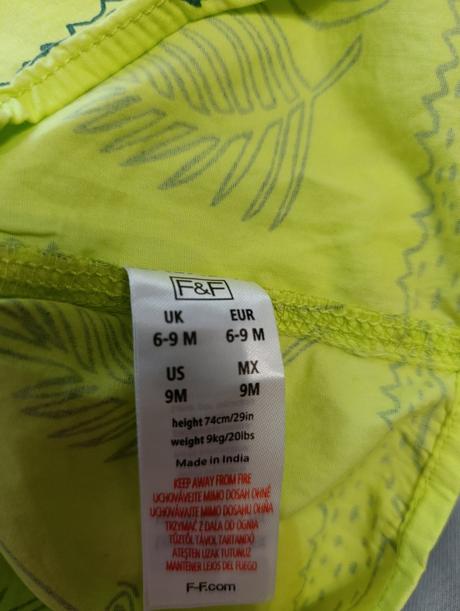 F&F
UK EUR
6-9 M 6-9 M
US MX
9M 9M
height 74cm/29in
weight 9kg/20lbs
Made in India
KEEP AWAY FROM FIRE
UCHOVÁVEJTE MIMO DOSAH OHNĚ
UCHOVÁVAJTE MIMO DOSAHU OHŇA
TRZYMAĆ Z DALA OD OGNIA
TŰZTŐL TÁVOL TARTANDÓ
ATEŞTEN UZAK TUTUNUZ
MANTENER LEJOS DEL FUEGO
F-F.com